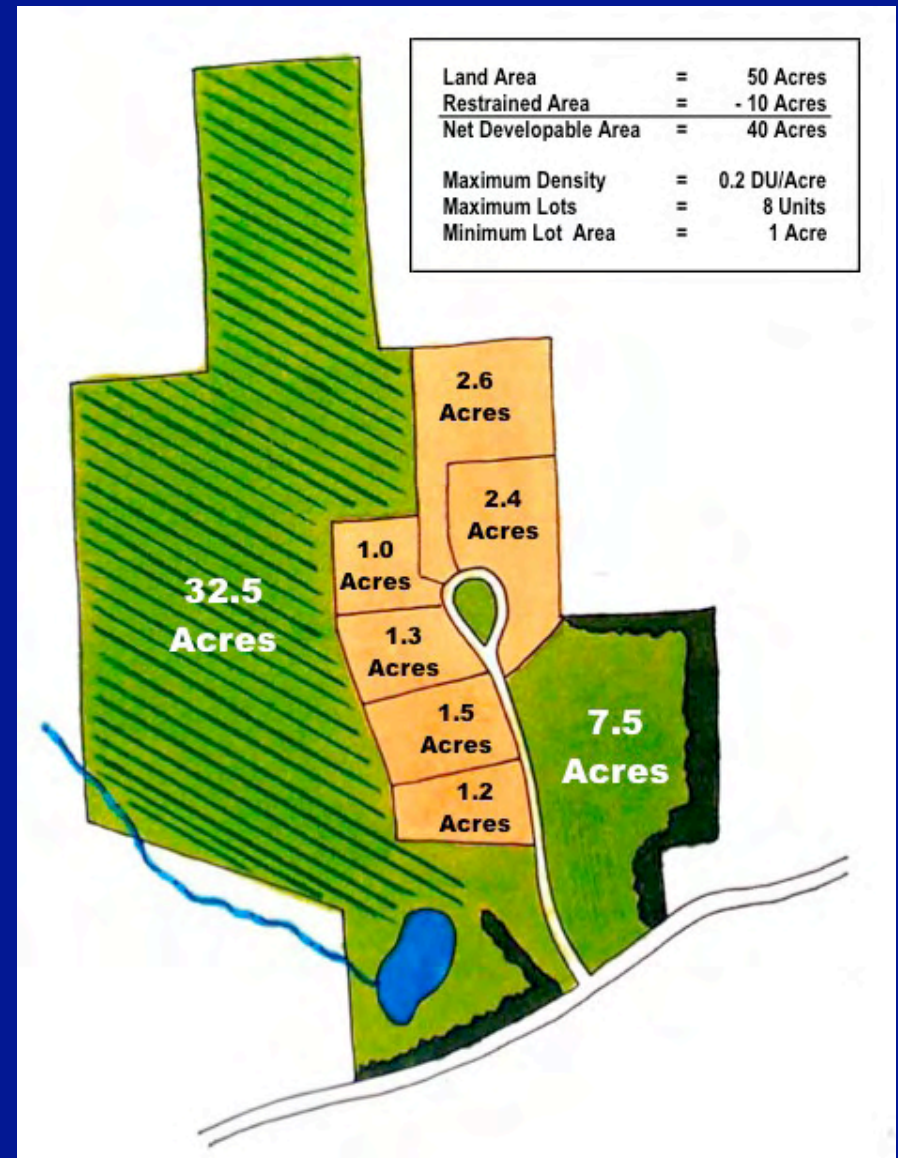 Land Area = 50 Acres
Restrained Area = - 10 Acres
Net Developable Area = 40 Acres
Maximum Density = 0.2 DU/Acre
Maximum Lots = 8 Units
Minimum Lot Area = 1 Acre
2.6
Acres
2.4
Acres
1.0
Acres
32.5
Acres
1.3
Acres
1.5
Acres
7.5
Acres
1.2
Acres